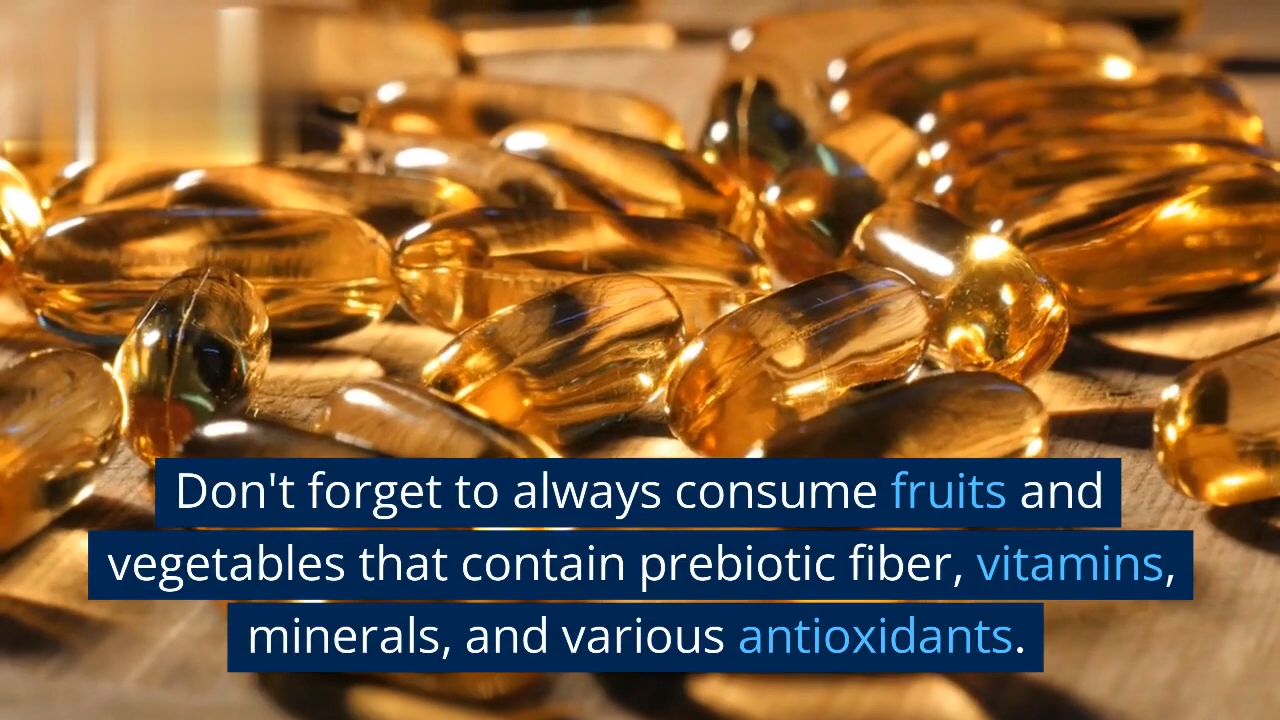 Don't forget to always consume fruits and
vegetables that contain prebiotic fiber, vitamins,
minerals, and various antioxidants.